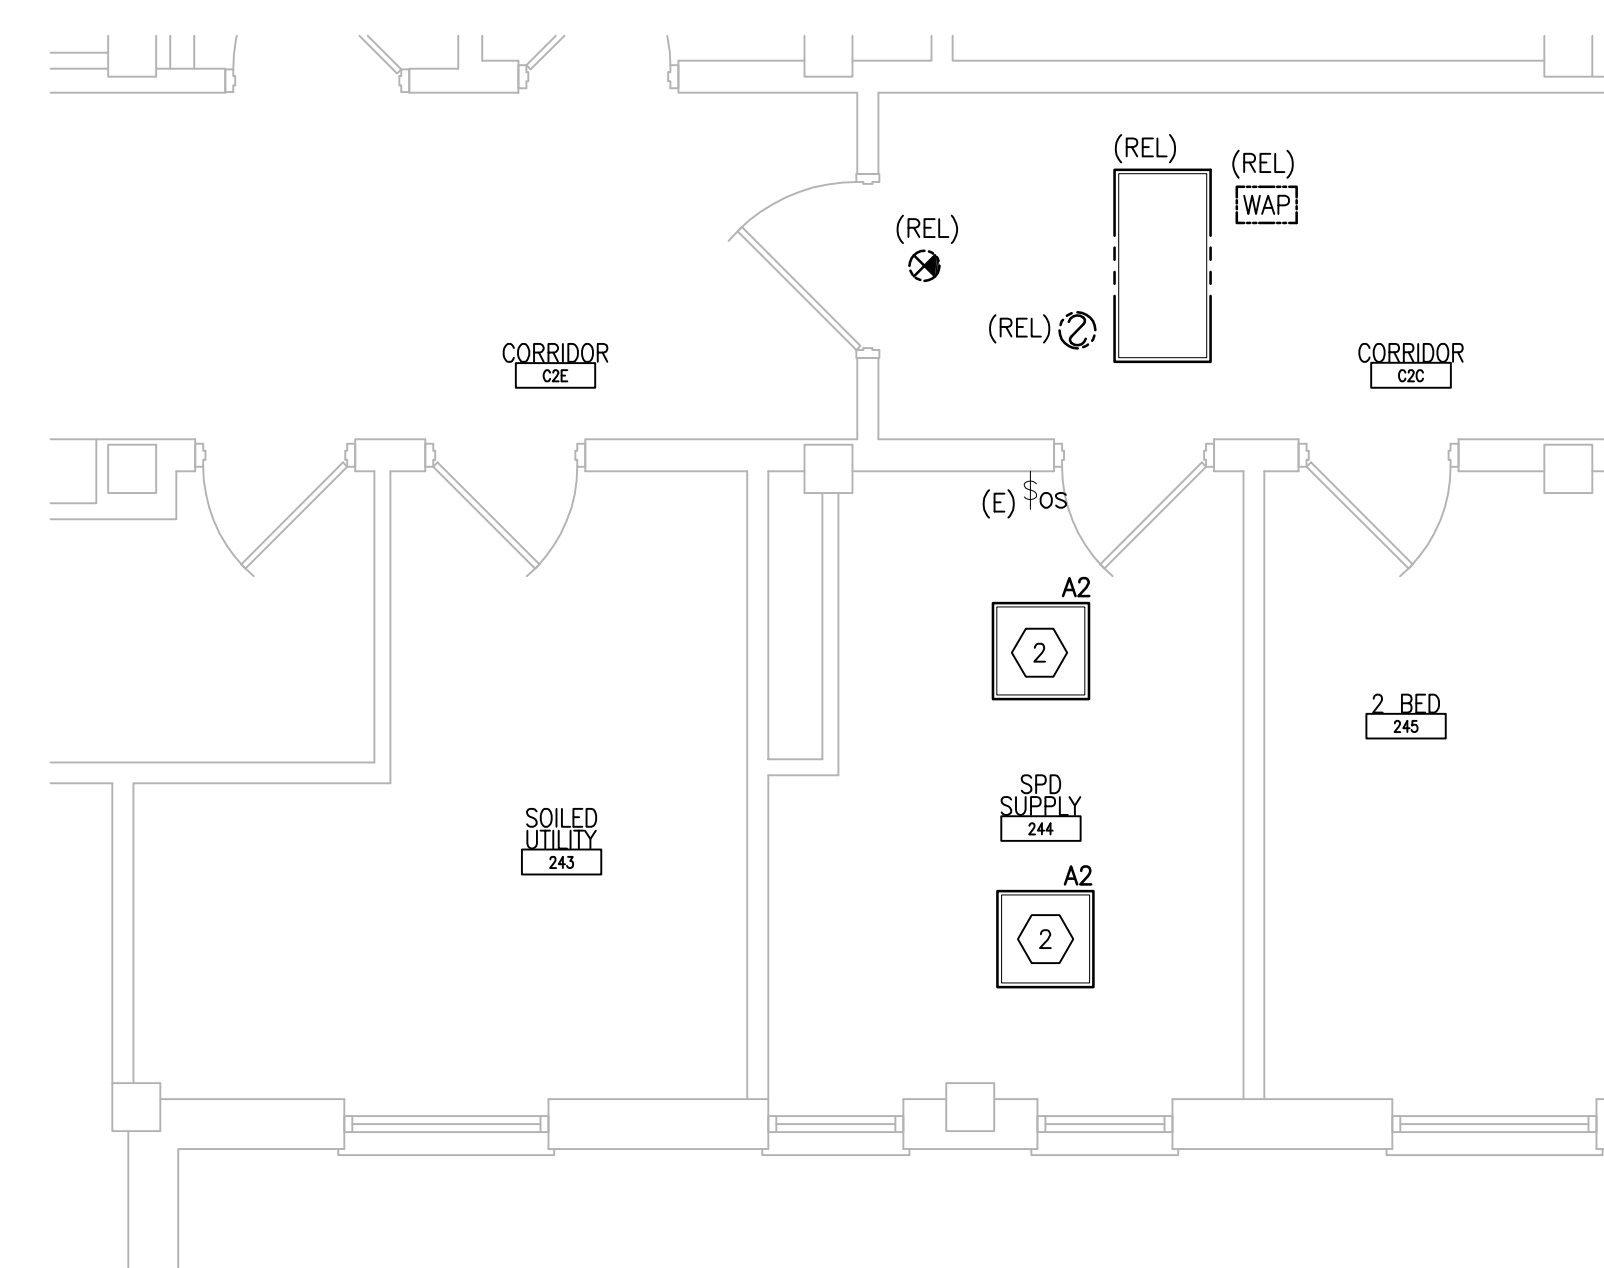 (REL)
(REL)
WAP
(REL)
(REL)
CORRIDOR
C2E
CORRIDOR
C2C
(E) $OS
A2
2
2 BED
245
SPD
SUPPLY
244
SOILED
UTILITY
243
A2
2